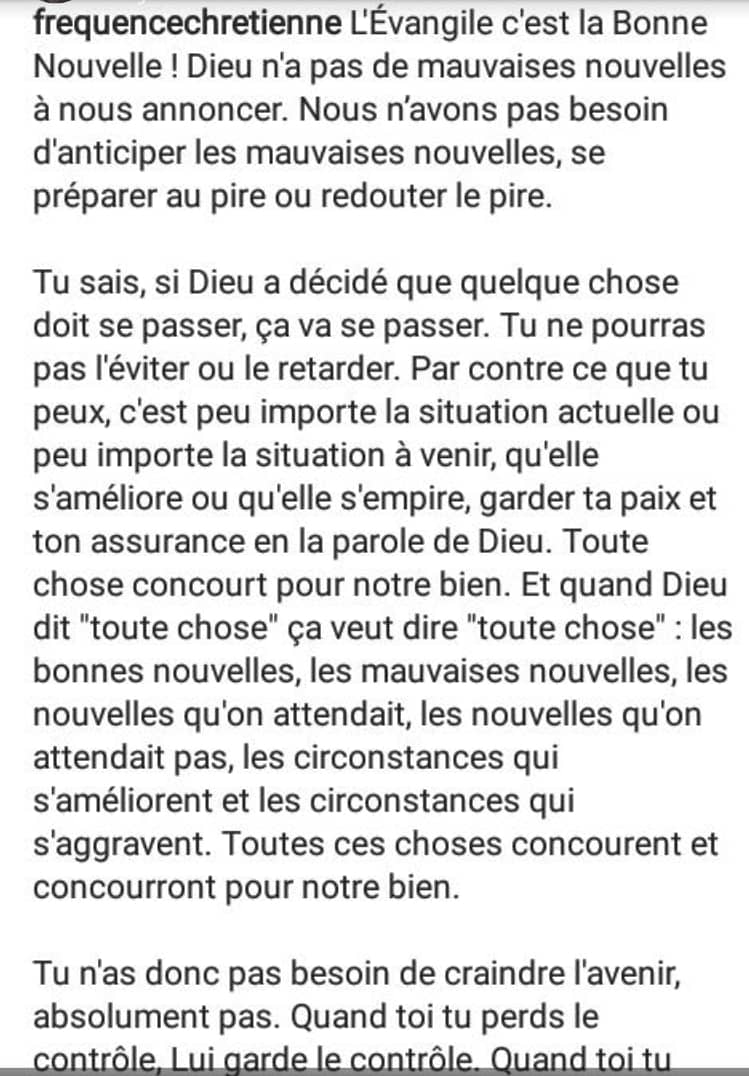 frequencechretienne L'Évangile c'est la Bonne
Nouvelle ! Dieu n'a pas de mauvaises nouvelles
à nous annoncer. Nous n’avons pas besoin
d'anticiper les mauvaises nouvelles, se
préparer au pire ou redouter le pire.

Tu sais, si Dieu a décidé que quelque chose
doit se passer, ça va se passer. Tu ne pourras
pas l'éviter ou le retarder. Par contre ce que tu
peux, c'est peu importe la situation actuelle ou
peu importe la situation à venir, qu'elle
s'améliore ou qu'elle s'empire, garder ta paix et
ton assurance en la parole de Dieu. Toute
chose concourt pour notre bien. Et quand Dieu
dit "toute chose" ça veut dire "toute chose" : les
bonnes nouvelles, les mauvaises nouvelles, les
nouvelles qu'on attendait, les nouvelles qu'on
attendait pas, les circonstances qui
s'améliorent et les circonstances qui
s'aggravent. Toutes ces choses concourent et
concourront pour notre bien.

Tu n'as donc pas besoin de craindre l'avenir,
absolument pas. Quand toi tu perds le
contrôle, Lui garde le contrôle. Quand toi tu